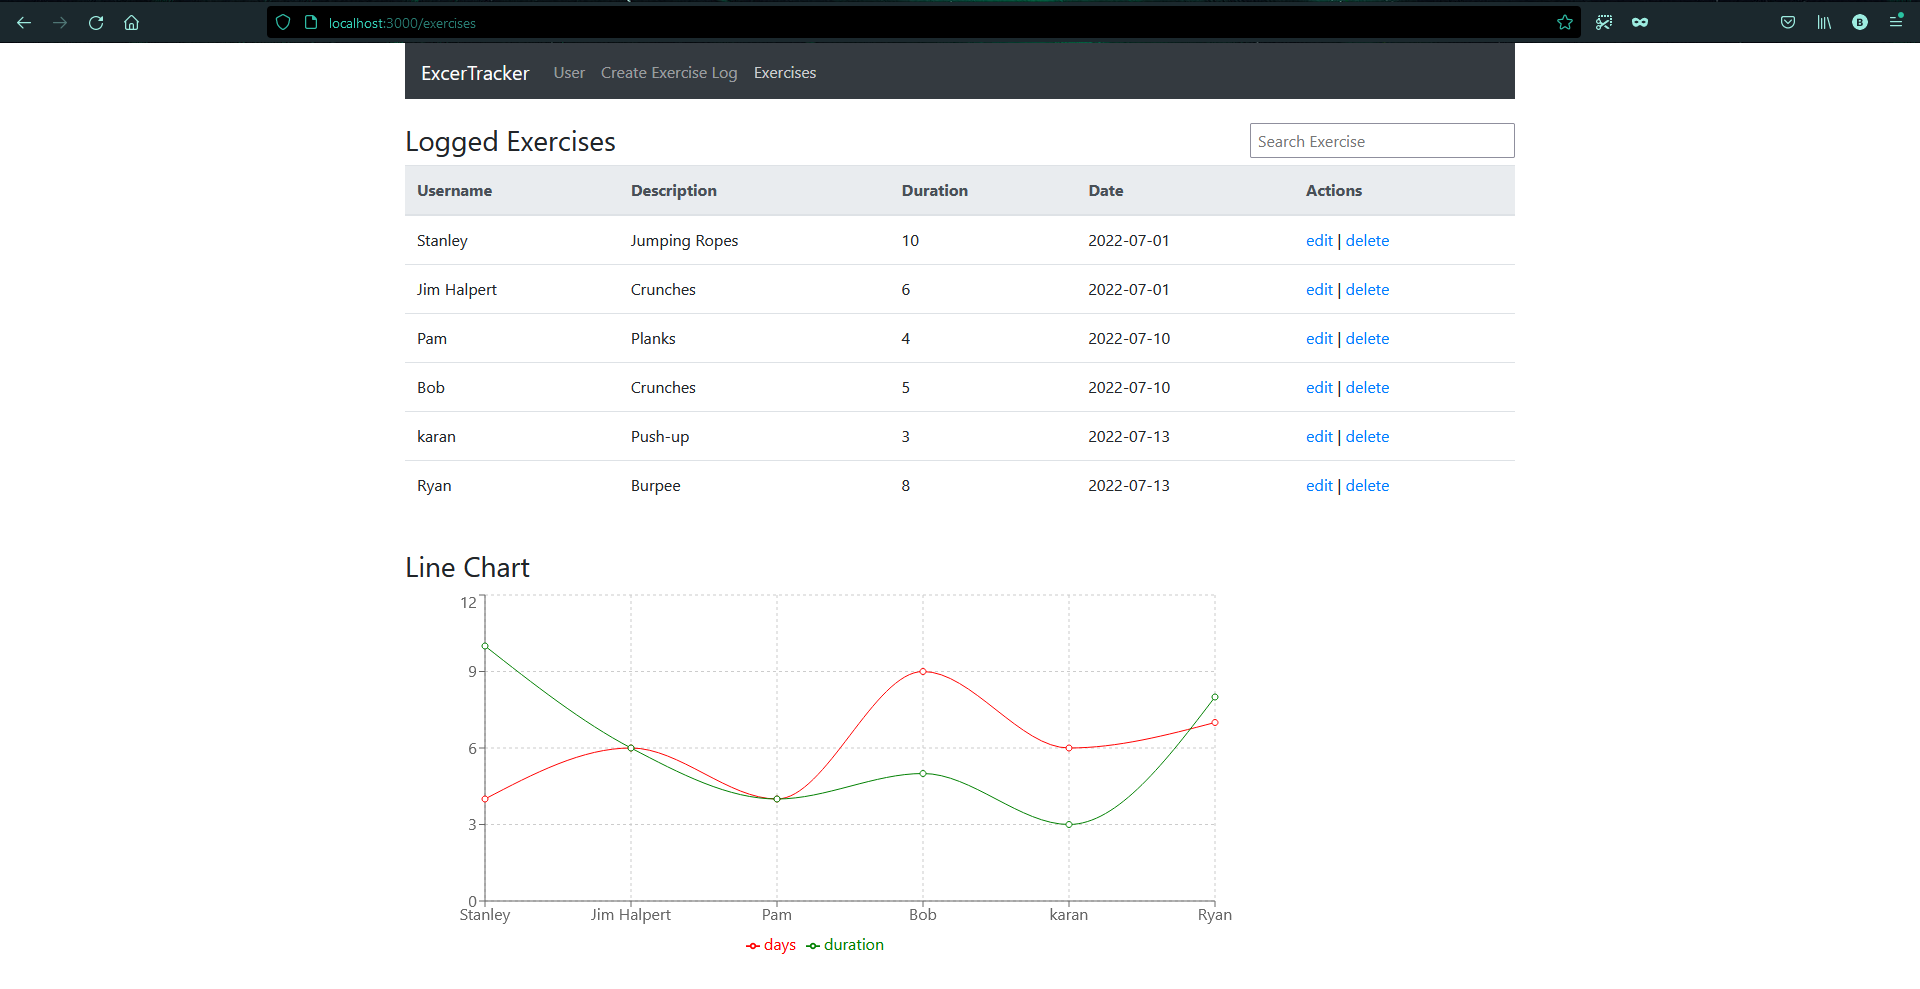 localhost:3000/exercises
B
ExcerTracker User Create Exercise Log Exercises
Logged Exercises
Search Exercise
Username Description Duration Date Actions
Stanley Jumping Ropes 10 2022-07-01 edit | delete
Jim Halpert Crunches 6 2022-07-01 edit | delete
Pam Planks 4 2022-07-10 edit | delete
Bob Crunches 5 2022-07-10 edit | delete
karan Push-up 3 2022-07-13 edit | delete
Ryan Burpee 8 2022-07-13 edit | delete
Line Chart
12
9
6
3
0
Stanley Jim Halpert Pam Bob karan Ryan
days duration